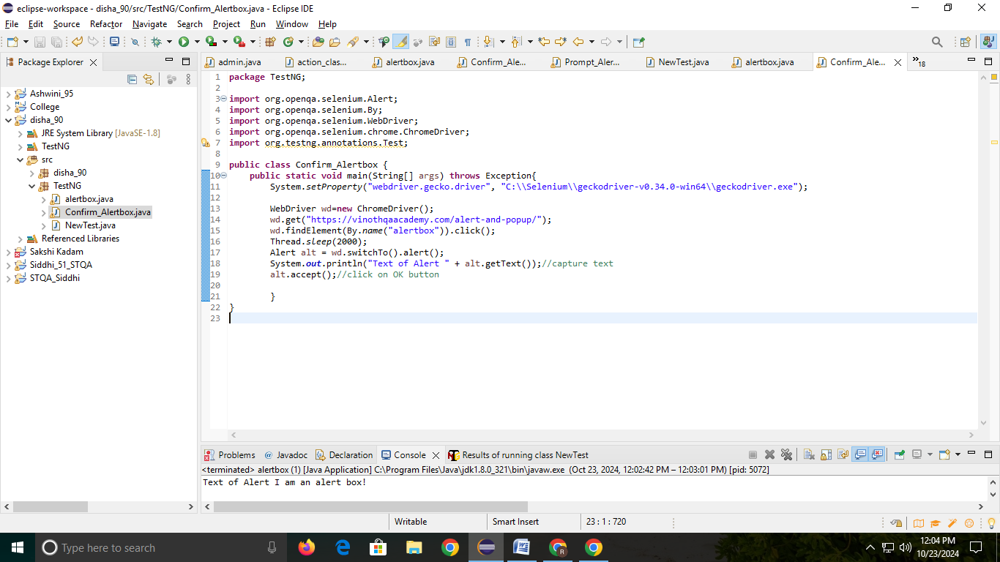 eclipse-workspace - disha_90/src/TestNG/Confirm_Alertbox.java - Eclipse IDE
File Edit Source Refactor Navigate Search Project Run Window Help
Package Explorer
Ashwini_95
College
disha_90
JRE System Library [JavaSE-1.8]
TestNG
src
disha_90
TestNG
alertbox.java
Confirm_Alertbox.java
NewTest.java
Referenced Libraries
Sakshi Kadam
Siddhi_51_STQA
STQA_Siddhi
admin.java action_clas... alertbox.java Confirm_Ale... Prompt_Aler... NewTest.java alertbox.java Confirm_Ale... »18
1 package TestNG;
2
3 import org.openqa.selenium.Alert;
4 import org.openqa.selenium.By;
5 import org.openqa.selenium.WebDriver;
6 import org.openqa.selenium.chrome.ChromeDriver;
7 import org.testng.annotations.Test;
8
9 public class Confirm_Alertbox {
10 public static void main(String[] args) throws Exception{
11 System.setProperty("webdriver.gecko.driver", "C:\\Selenium\\geckodriver-v0.34.0-win64\\geckodriver.exe");
12
13 WebDriver wd=new ChromeDriver();
14 wd.get("https://vinothqaacademy.com/alert-and-popup/");
15 wd.findElement(By.name("alertbox")).click();
16 Thread.sleep(2000);
17 Alert alt = wd.switchTo().alert();
18 System.out.println("Text of Alert " + alt.getText());//capture text
19 alt.accept();//click on OK button
20
21 }
22 }
23
Problems @ Javadoc Declaration Console Results of running class NewTest
<terminated> alertbox (1) [Java Application] C:\Program Files\Java\jdk1.8.0_321\bin\javaw.exe (Oct 23, 2024, 12:02:42 PM – 12:03:01 PM) [pid: 5072]
Text of Alert I am an alert box!
Writable Smart Insert 23 : 1 : 720
Type here to search
12:04 PM
10/23/2024